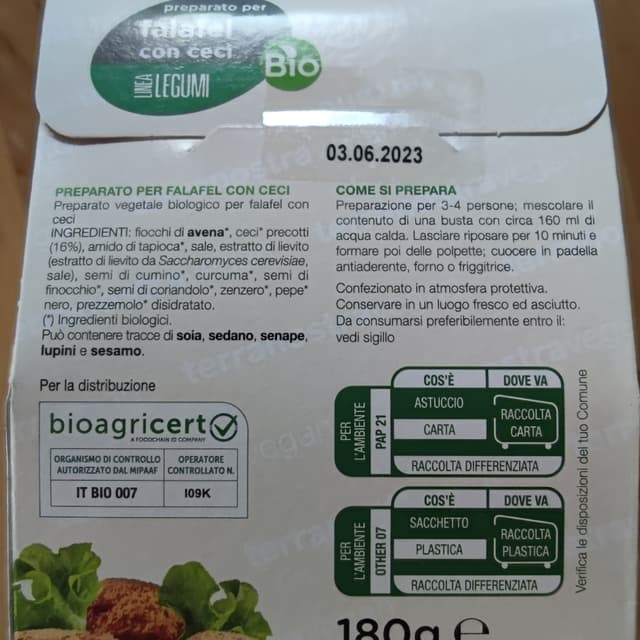 preparato per
falafel
con ceci
LINEA LEGUMI
Bio
03.06.2023
PREPARATO PER FALAFEL CON CECI
Preparato vegetale biologico per falafel con
ceci
INGREDIENTI: fiocchi di avena*, ceci* precotti
(16%), amido di tapioca*, sale, estratto di lievito
(estratto di lievito da Saccharomyces cerevisiae,
sale), semi di cumino*, curcuma*, semi di
finocchio*, semi di coriandolo*, zenzero*, pepe*
nero, prezzemolo* disidratato.
(*) Ingredienti biologici.
Può contenere tracce di soia, sedano, senape,
lupini e sesamo.
COME SI PREPARA
Preparazione per 3-4 persone; mescolare il
contenuto di una busta con circa 160 ml di
acqua calda. Lasciare riposare per 10 minuti e
formare poi delle polpette; cuocere in padella
antiaderente, forno o friggitrice.
Confezionato in atmosfera protettiva.
Conservare in un luogo fresco ed asciutto.
Da consumarsi preferibilmente entro il:
vedi sigillo
Per la distribuzione
bioagricert
A FOODCHAIN ID COMPANY
ORGANISMO DI CONTROLLO
AUTORIZZATO DAL MIPAAF
OPERATORE
CONTROLLATO N.
IT BIO 007
I09K
PER L'AMBIENTE
PAP 21
COS'È
DOVE VA
ASTUCCIO
CARTA
RACCOLTA
CARTA
RACCOLTA DIFFERENZIATA
PER L'AMBIENTE
OTHER 07
COS'È
DOVE VA
SACCHETTO
PLASTICA
RACCOLTA
PLASTICA
RACCOLTA DIFFERENZIATA
Verifica le disposizioni del tuo Comune
180g e